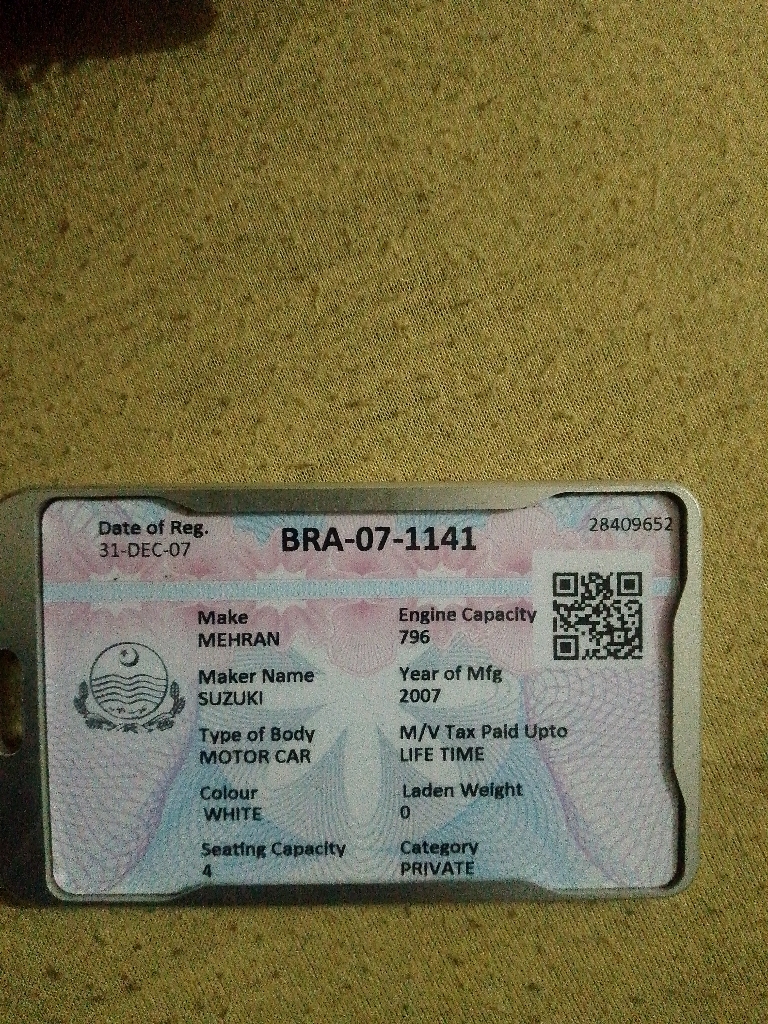 Date of Reg.
31-DEC-07
BRA-07-1141
28409652
Make
MEHRAN
Engine Capacity
796
Maker Name
SUZUKI
Year of Mfg
2007
Type of Body
MOTOR CAR
M/V Tax Paid Upto
LIFE TIME
Colour
WHITE
Laden Weight
0
Seating Capacity
4
Category
PRIVATE